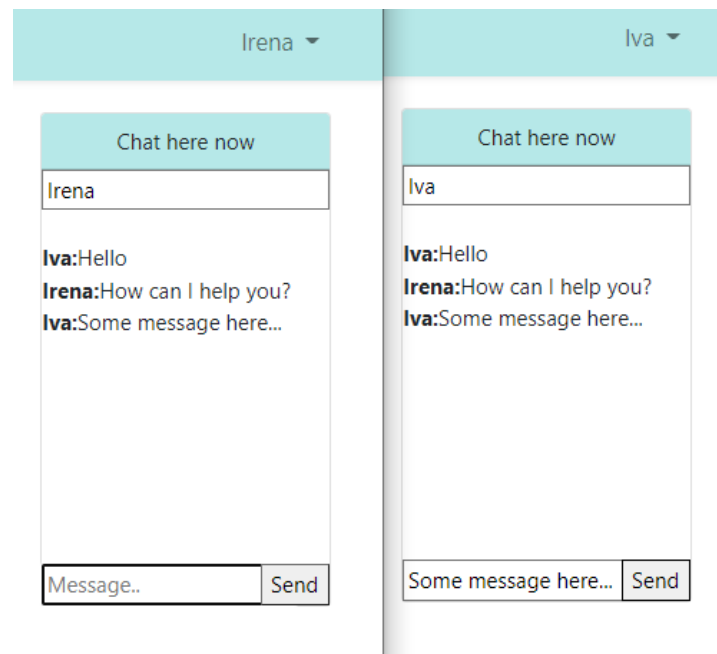 Irena
Chat here now
Irena
Iva:Hello
Irena:How can I help you?
Iva:Some message here...
Message..
Send
Iva
Chat here now
Iva
Iva:Hello
Irena:How can I help you?
Iva:Some message here...
Some message here...
Send